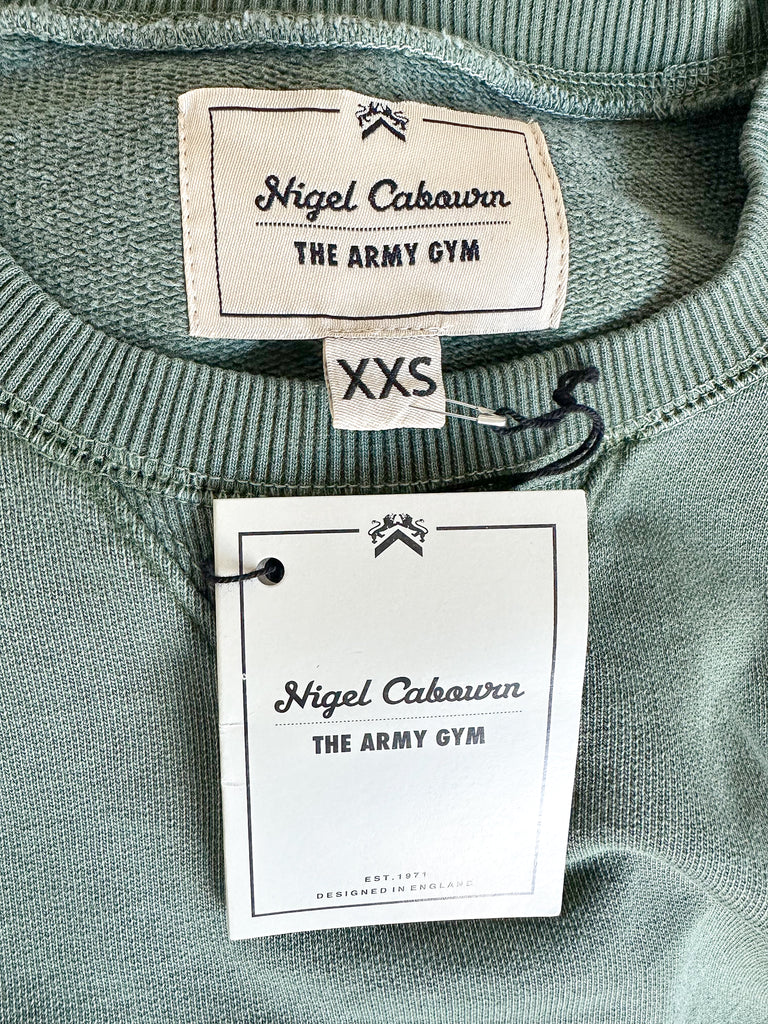 Nigel Cabourn
THE ARMY GYM
XXS
Nigel Cabourn
THE ARMY GYM
EST. 1971
DESIGNED IN ENGLAND